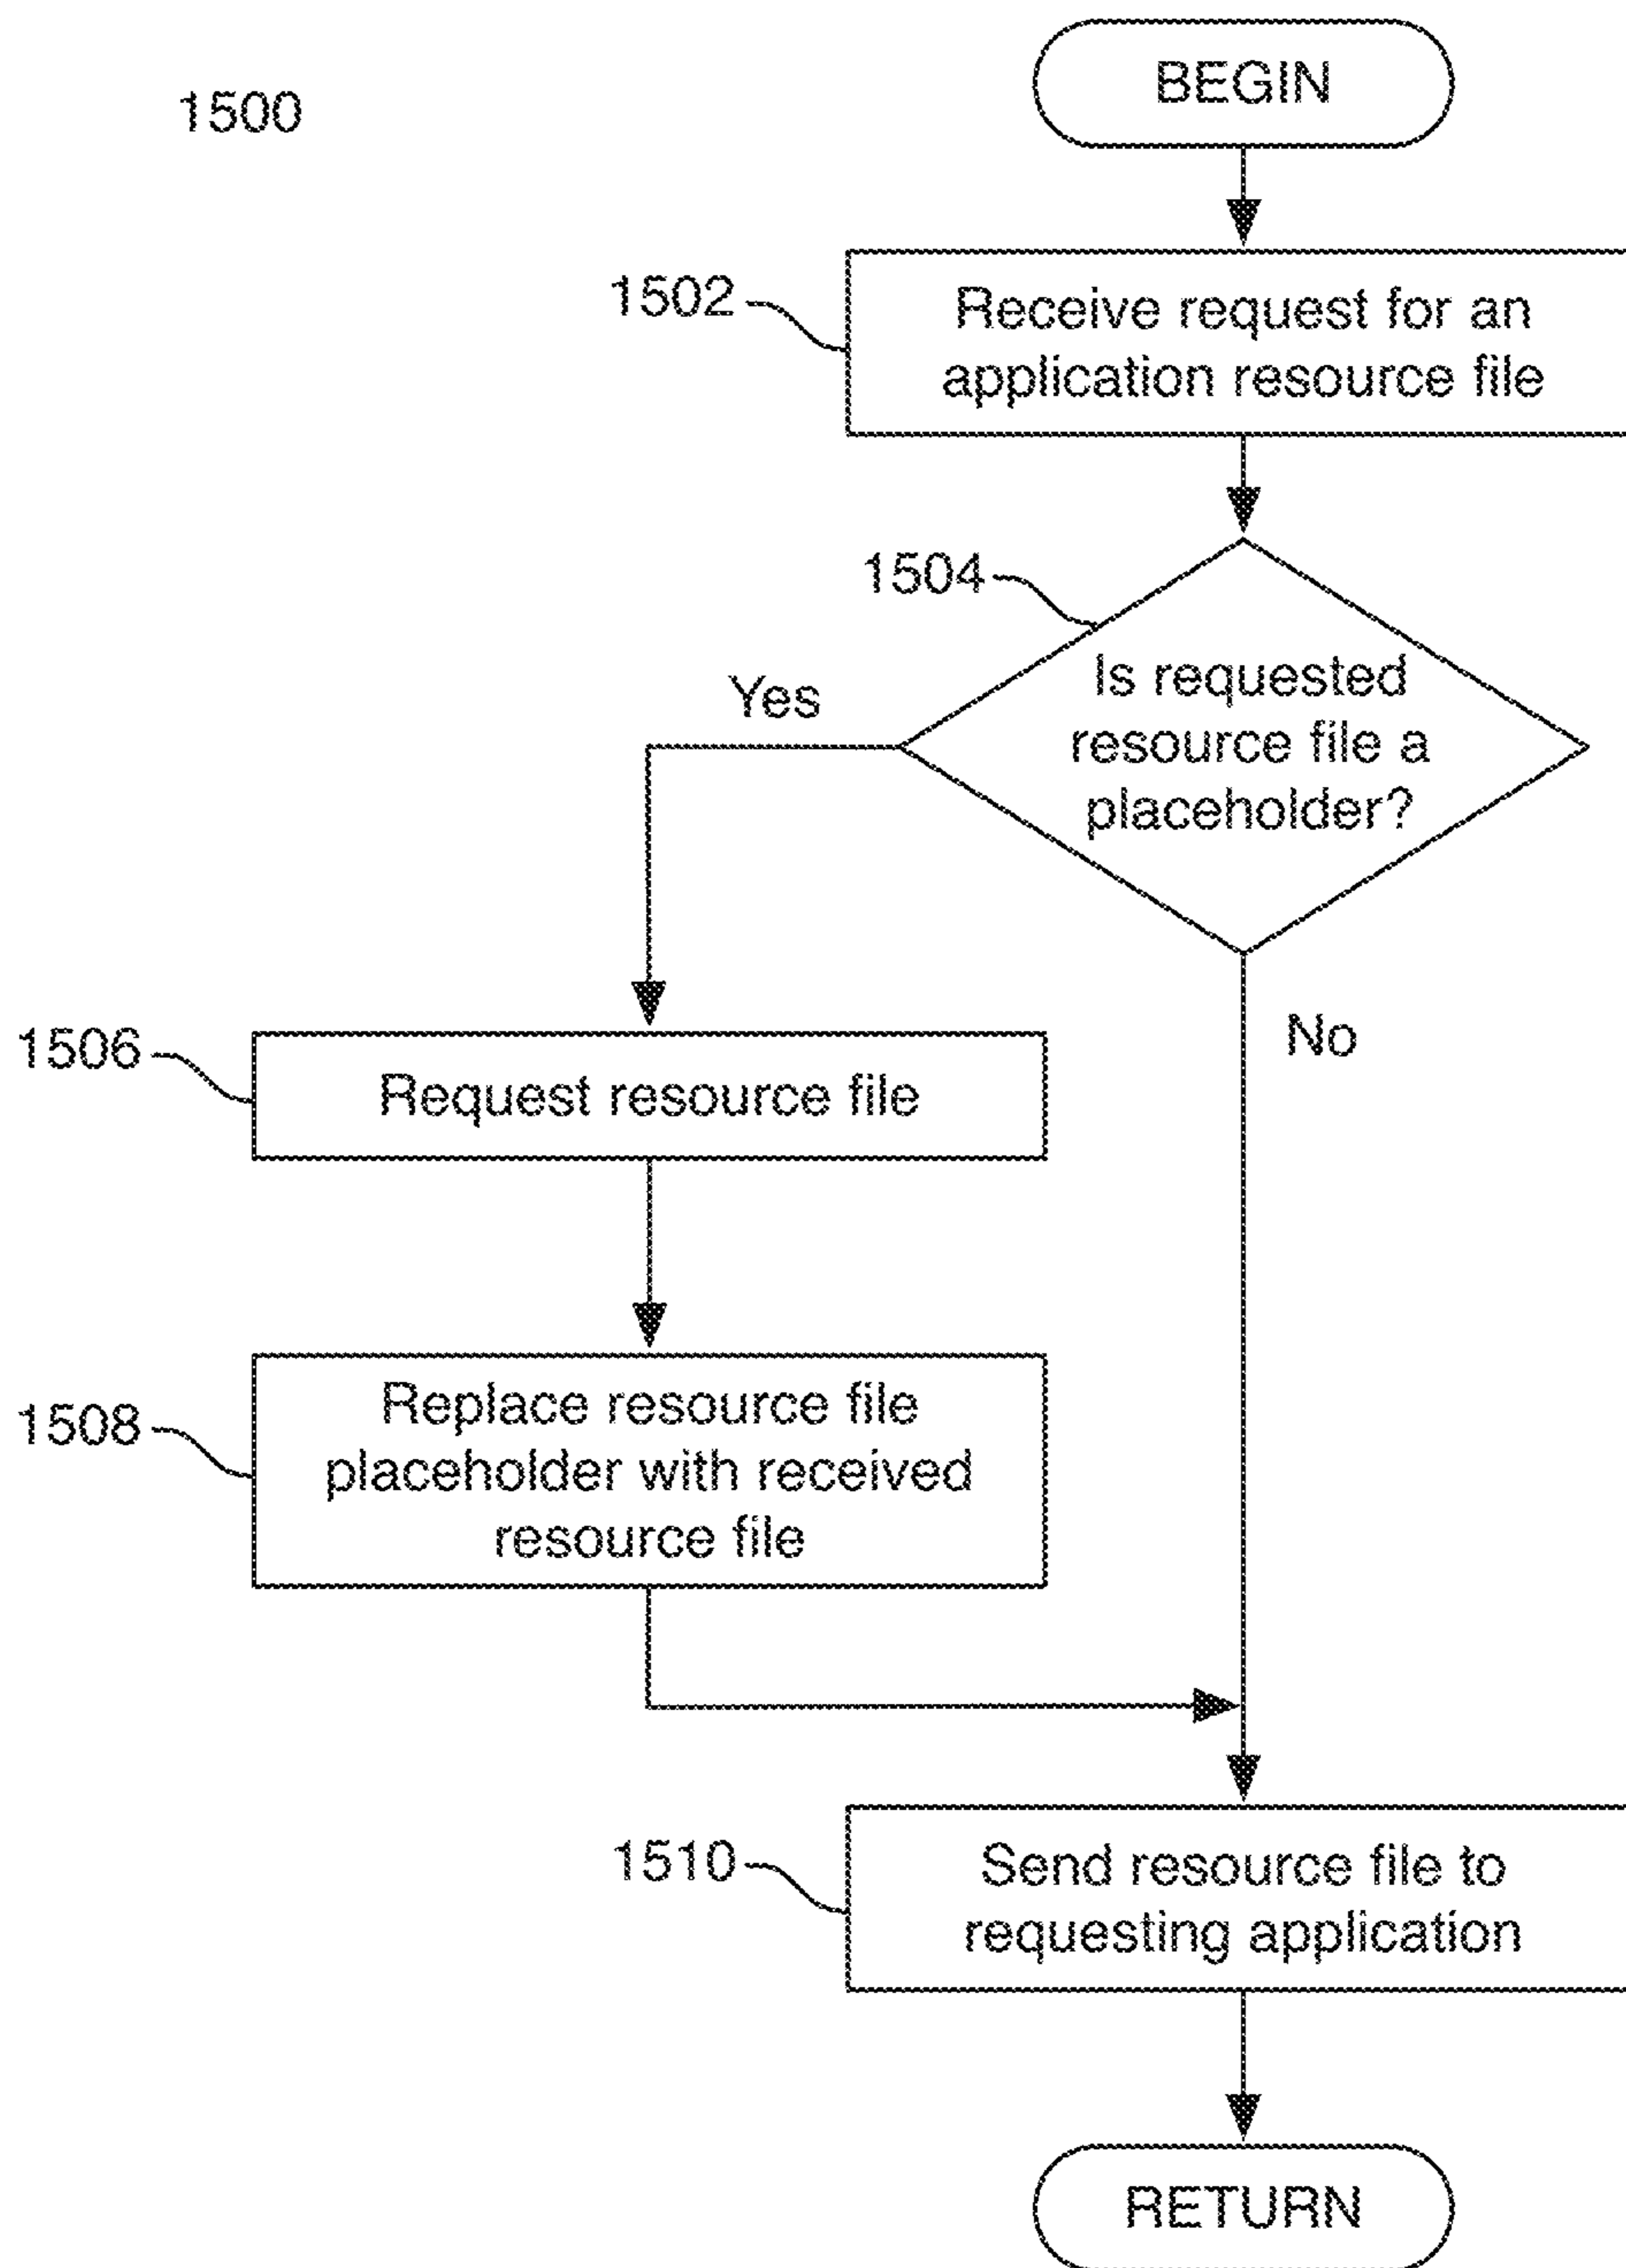 1500
BEGIN
1502
Receive request for an
application resource file
1504
Is requested
resource file a
placeholder?
Yes
No
1506
Request resource file
1508
Replace resource file
placeholder with received
resource file
1510
Send resource file to
requesting application
RETURN